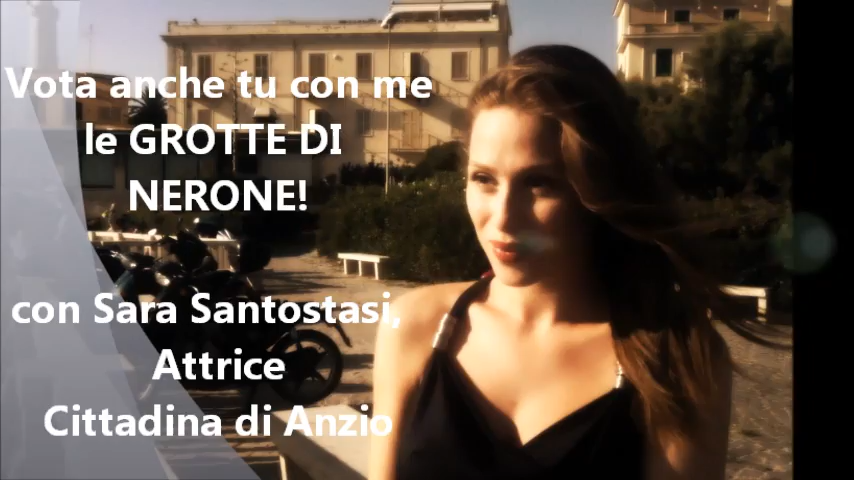 Vota anche tu con me
le GROTTE DI
NERONE!
con Sara Santostasi,
Attrice
Cittadina di Anzio